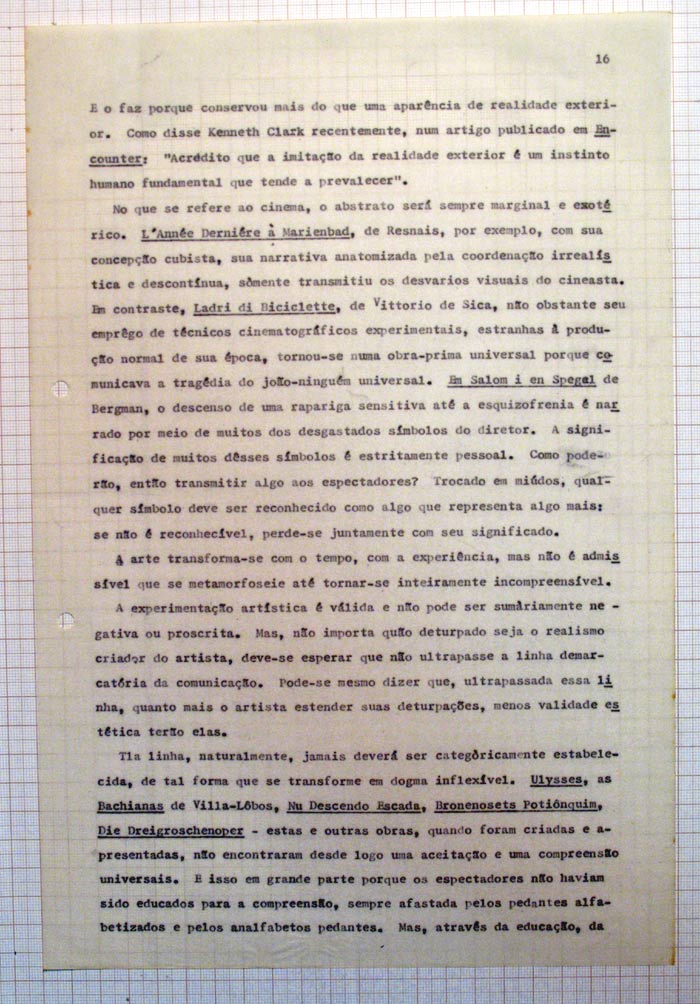 16
E o faz porque conservou mais do que uma aparência de realidade exteri-
or. Como disse Kenneth Clark recentemente, num artigo publicado em En-
counter: "Acredito que a imitação da realidade exterior é um instinto
humano fundamental que tende a prevalecer".
No que se refere ao cinema, o abstrato será sempre marginal e exoté
rico. L'Année Derniére à Marienbad, de Resnais, por exemplo, com sua
concepção cubista, sua narrativa anatomizada pela coordenação irrealís
tica e descontínua, sòmente transmitiu os desvarios visuais do cineasta.
Em contraste, Ladri di Biciclette, de Vittorio de Sica, não obstante seu
emprêgo de técnicos cinematográficos experimentais, estranhas à produ-
ção normal de sua época, tornou-se numa obra-prima universal porque co
municava a tragédia do joão-ninguém universal. Em Salom i en Spegel de
Bergman, o descenso de uma rapariga sensitiva até a esquizofrenia é nar
rado por meio de muitos dos desgastados símbolos do diretor. A signi-
ficação de muitos dêsses símbolos é estritamente pessoal. Como pode-
rão, então transmitir algo aos espectadores? Trocado em miúdos, qual-
quer símbolo deve ser reconhecido como algo que representa algo mais:
se não é reconhecível, perde-se juntamente com seu significado.
A arte transforma-se com o tempo, com a experiência, mas não é admis
sível que se metamorfoseie até tornar-se inteiramente incompreensível.
A experimentação artística é válida e não pode ser sumàriamente ne -
gativa ou proscrita. Mas, não importa quão deturpado seja o realismo
criador do artista, deve-se esperar que não ultrapasse a linha demar-
catória da comunicação. Pode-se mesmo dizer que, ultrapassada essa li
nha, quanto mais o artista estender suas deturpações, menos validade es
tética terão elas.
Tla linha, naturalmente, jamais deverá ser categòricamente estabele-
cida, de tal forma que se transforme em dogma inflexível. Ulysses, as
Bachianas de Villa-Lôbos, Nu Descendo Escada, Bronenosets Potiônquim,
Die Dreigroschenoper - estas e outras obras, quando foram criadas e a-
presentadas, não encontraram desde logo uma aceitação e uma compreensão
universais. E isso em grande parte porque os espectadores não haviam
sido educados para a compreensão, sempre afastada pelos pedantes alfa-
betizados e pelos analfabetos pedantes. Mas, através da educação, da